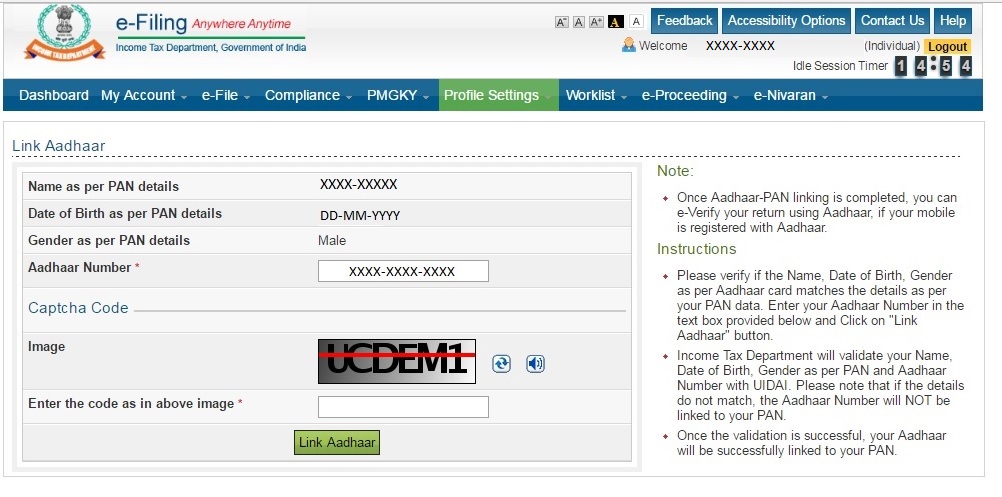 e-Filing Anywhere Anytime
Income Tax Department, Government of India
A- A A+ A A
Feedback Accessibility Options Contact Us Help
Welcome XXXX-XXXX (Individual) Logout
Idle Session Timer 1 4 : 5 4
Dashboard My Account e-File Compliance PMGKY Profile Settings Worklist e-Proceeding e-Nivaran
Link Aadhaar
Name as per PAN details XXXX-XXXXX
Date of Birth as per PAN details DD-MM-YYYY
Gender as per PAN details Male
Aadhaar Number * XXXX-XXXX-XXXX
Captcha Code
Image UCDEM1
Enter the code as in above image *
Link Aadhaar
Note:
Once Aadhaar-PAN linking is completed, you can
e-Verify your return using Aadhaar, if your mobile
is registered with Aadhaar.
Instructions
Please verify if the Name, Date of Birth, Gender
as per Aadhaar card matches the details as per
your PAN data. Enter your Aadhaar Number in the
text box provided below and Click on "Link
Aadhaar" button.
Income Tax Department will validate your Name,
Date of Birth, Gender as per PAN and Aadhaar
Number with UIDAI. Please note that if the details
do not match, the Aadhaar Number will NOT be
linked to your PAN.
Once the validation is successful, your Aadhaar
will be successfully linked to your PAN.